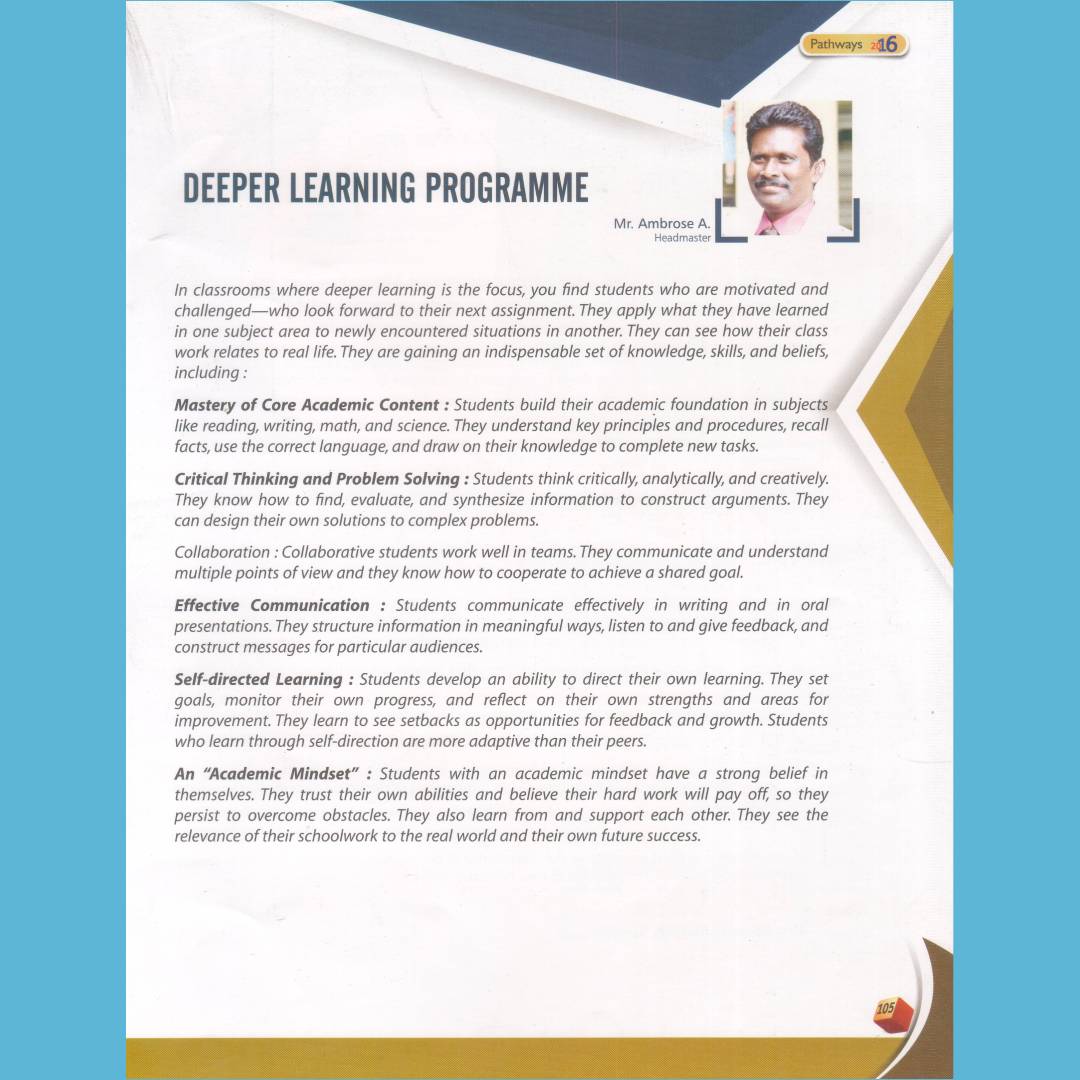 Pathways 2016
DEEPER LEARNING PROGRAMME
Mr. Ambrose A.
Headmaster
In classrooms where deeper learning is the focus, you find students who are motivated and
challenged—who look forward to their next assignment. They apply what they have learned
in one subject area to newly encountered situations in another. They can see how their class
work relates to real life. They are gaining an indispensable set of knowledge, skills, and beliefs,
including :
Mastery of Core Academic Content : Students build their academic foundation in subjects
like reading, writing, math, and science. They understand key principles and procedures, recall
facts, use the correct language, and draw on their knowledge to complete new tasks.
Critical Thinking and Problem Solving : Students think critically, analytically, and creatively.
They know how to find, evaluate, and synthesize information to construct arguments. They
can design their own solutions to complex problems.
Collaboration : Collaborative students work well in teams. They communicate and understand
multiple points of view and they know how to cooperate to achieve a shared goal.
Effective Communication : Students communicate effectively in writing and in oral
presentations. They structure information in meaningful ways, listen to and give feedback, and
construct messages for particular audiences.
Self-directed Learning : Students develop an ability to direct their own learning. They set
goals, monitor their own progress, and reflect on their own strengths and areas for
improvement. They learn to see setbacks as opportunities for feedback and growth. Students
who learn through self-direction are more adaptive than their peers.
An “Academic Mindset” : Students with an academic mindset have a strong belief in
themselves. They trust their own abilities and believe their hard work will pay off, so they
persist to overcome obstacles. They also learn from and support each other. They see the
relevance of their schoolwork to the real world and their own future success.
105